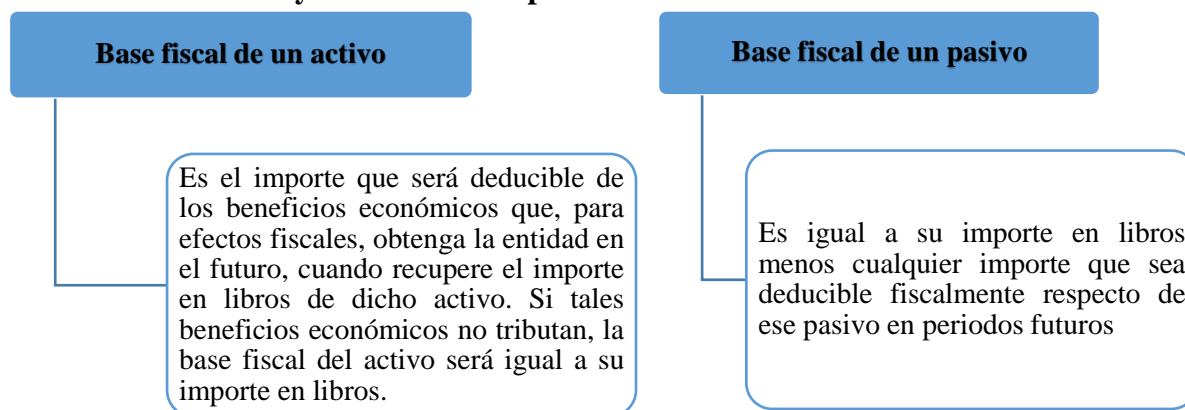 Base fiscal de un activo
Es el importe que será deducible de
los beneficios económicos que, para
efectos fiscales, obtenga la entidad en
el futuro, cuando recupere el importe
en libros de dicho activo. Si tales
beneficios económicos no tributan, la
base fiscal del activo será igual a su
importe en libros.
Base fiscal de un pasivo
Es igual a su importe en libros
menos cualquier importe que sea
deducible fiscalmente respecto de
ese pasivo en periodos futuros